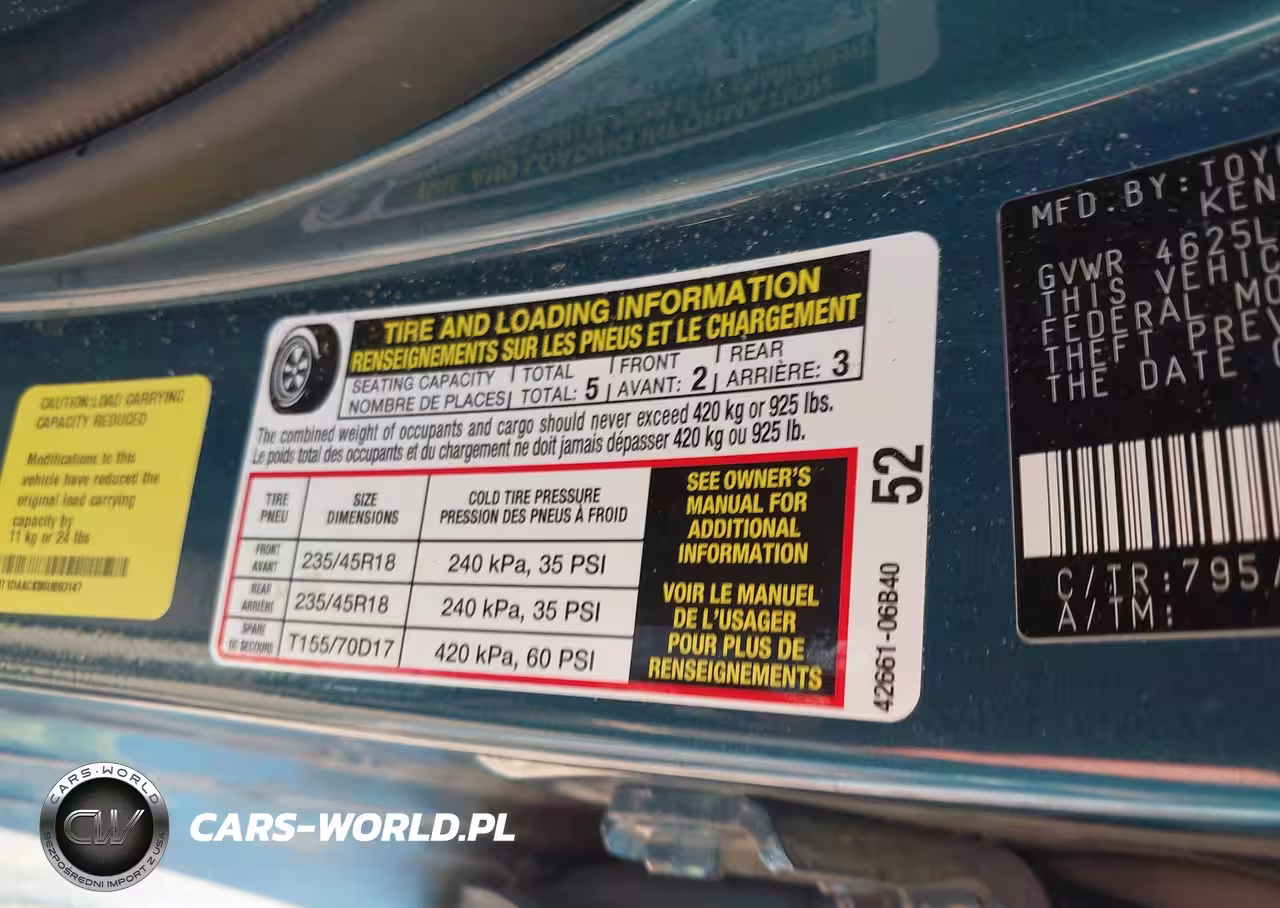 CAUTION:LOAD CARRYING
CAPACITY REDUCED
Modifications to this
vehicle have reduced the
original load carrying
capacity by
11 kg or 24 lbs
TIRE AND LOADING INFORMATION
RENSEIGNEMENTS SUR LES PNEUS ET LE CHARGEMENT
SEATING CAPACITY TOTAL FRONT REAR
NOMBRE DE PLACES TOTAL: 5 AVANT: 2 ARRIÈRE: 3
The combined weight of occupants and cargo should never exceed 420 kg or 925 lbs.
Le poids total des occupants et du chargement ne doit jamais dépasser 420 kg ou 925 lb.
TIRE SIZE COLD TIRE PRESSURE
PNEU DIMENSIONS PRESSION DES PNEUS À FROID
FRONT
AVANT 235/45R18 240 kPa, 35 PSI
REAR
ARRIÈRE 235/45R18 240 kPa, 35 PSI
SPARE
DE SECOURS T155/70D17 420 kPa, 60 PSI
SEE OWNER'S
MANUAL FOR
ADDITIONAL
INFORMATION
VOIR LE MANUEL
DE L'USAGER
POUR PLUS DE
RENSEIGNEMENTS
52
42661-06B40
MFD.BY:TOY
KEN
GVWR 4625L
THIS VEHIC
FEDERAL MO
THEFT PREV
THE DATE
C/TR:795
A/TM:
CARS-WORLD
CW
BEZPOŚREDNI IMPORT Z USA
CARS-WORLD.PL